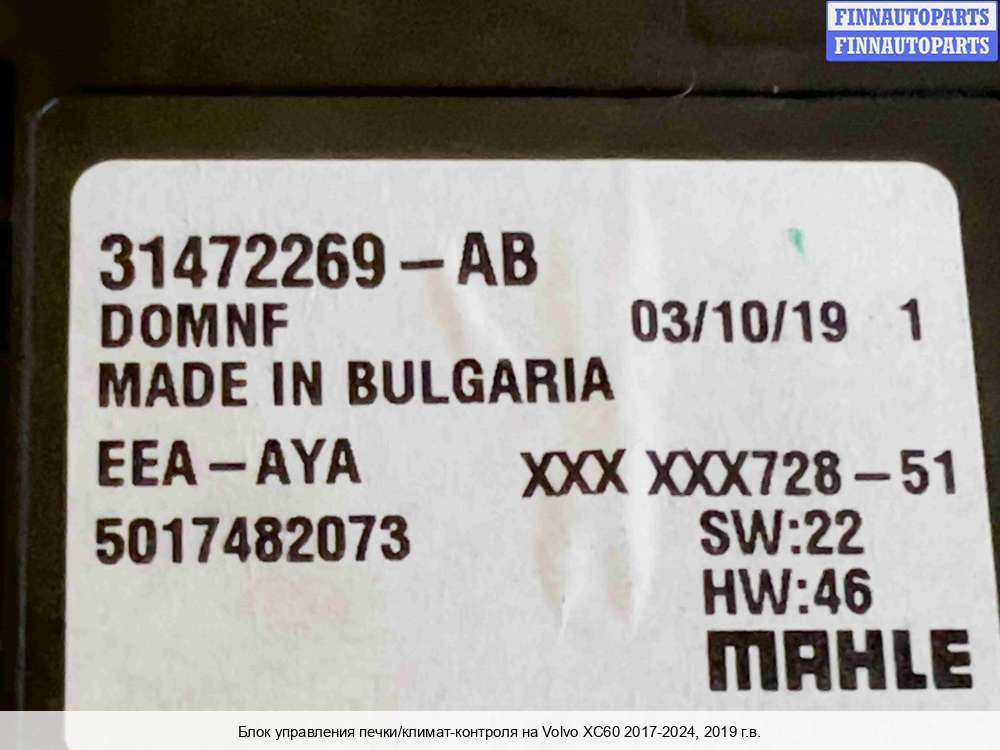 FINNAUTOPARTS
FINNAUTOPARTS
31472269-AB
DOMNF 03/10/19 1
MADE IN BULGARIA
EEA-AYA XXX XXX728-51
5017482073 SW:22
HW:46
MAHLE
Блок управления печки/климат-контроля на Volvo XC60 2017-2024, 2019 г.в.